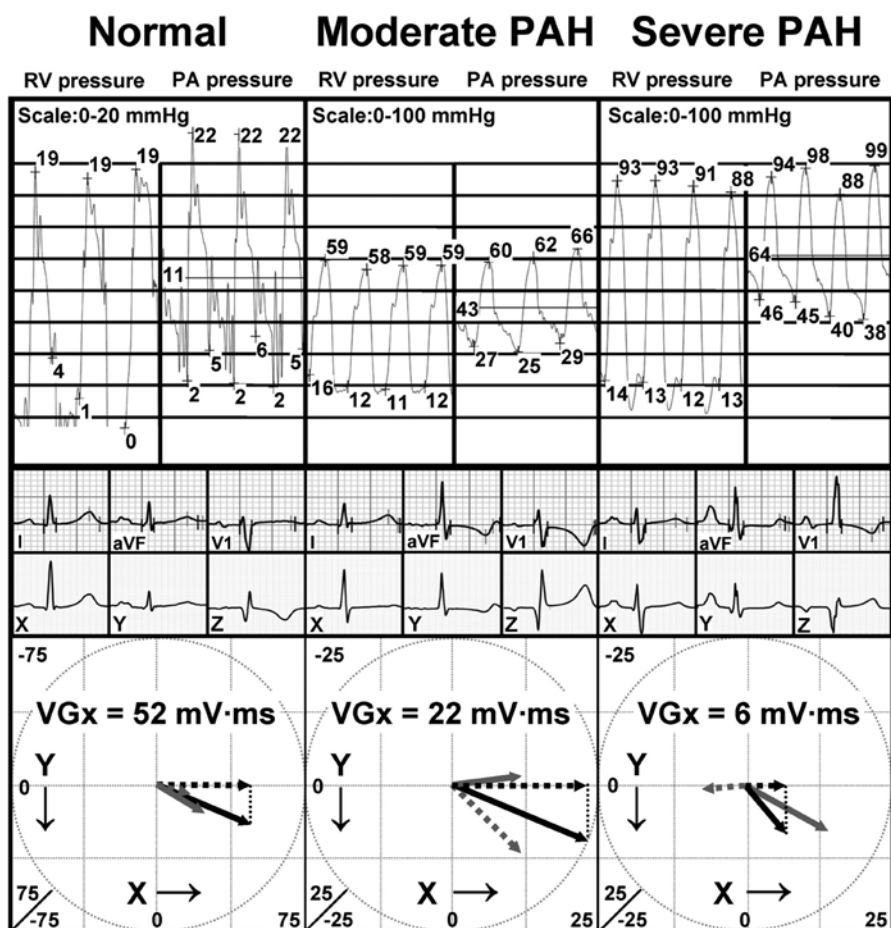 Normal Moderate PAH Severe PAH
RV pressure PA pressure RV pressure PA pressure RV pressure PA pressure
Scale:0-20 mmHg Scale:0-100 mmHg Scale:0-100 mmHg
19 19 19 22 22 22
11
4 1 0
5 6 5
2 2 2
59 58 59 59 60 62 66
43
16 12 11 12 27 25 29
93 93 91 88 94 98 88 99
64
14 13 12 13 46 45 40 38
I aVF V1 I aVF V1 I aVF V1
X Y Z X Y Z X Y Z
-75 -25 -25
VGx = 52 mV·ms VGx = 22 mV·ms VGx = 6 mV·ms
Y Y Y
0 0 0
X X X
75 25 25
-75 0 75 -25 0 25 -25 0 25